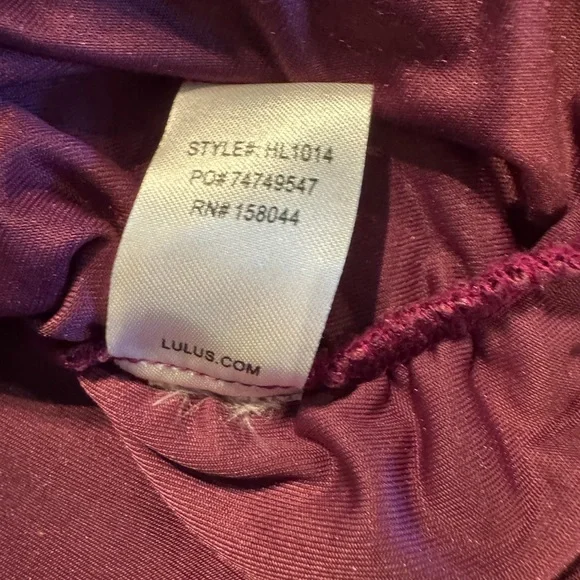 STYLE#: HL1014
PO# 74749547
RN# 158044
LULUS.COM